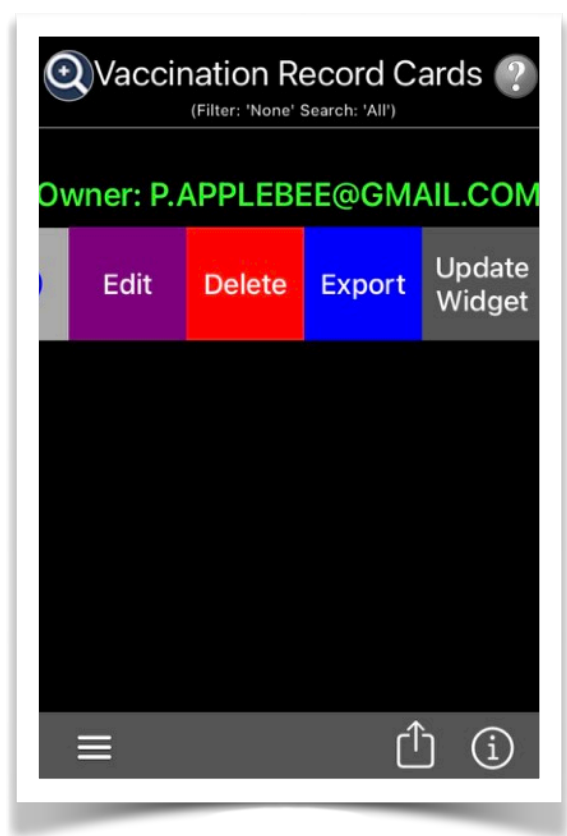 Vaccination Record Cards ?
(Filter: 'None' Search: 'All')
Owner: P.APPLEBEE@GMAIL.COM
Edit Delete Export Update Widget
i